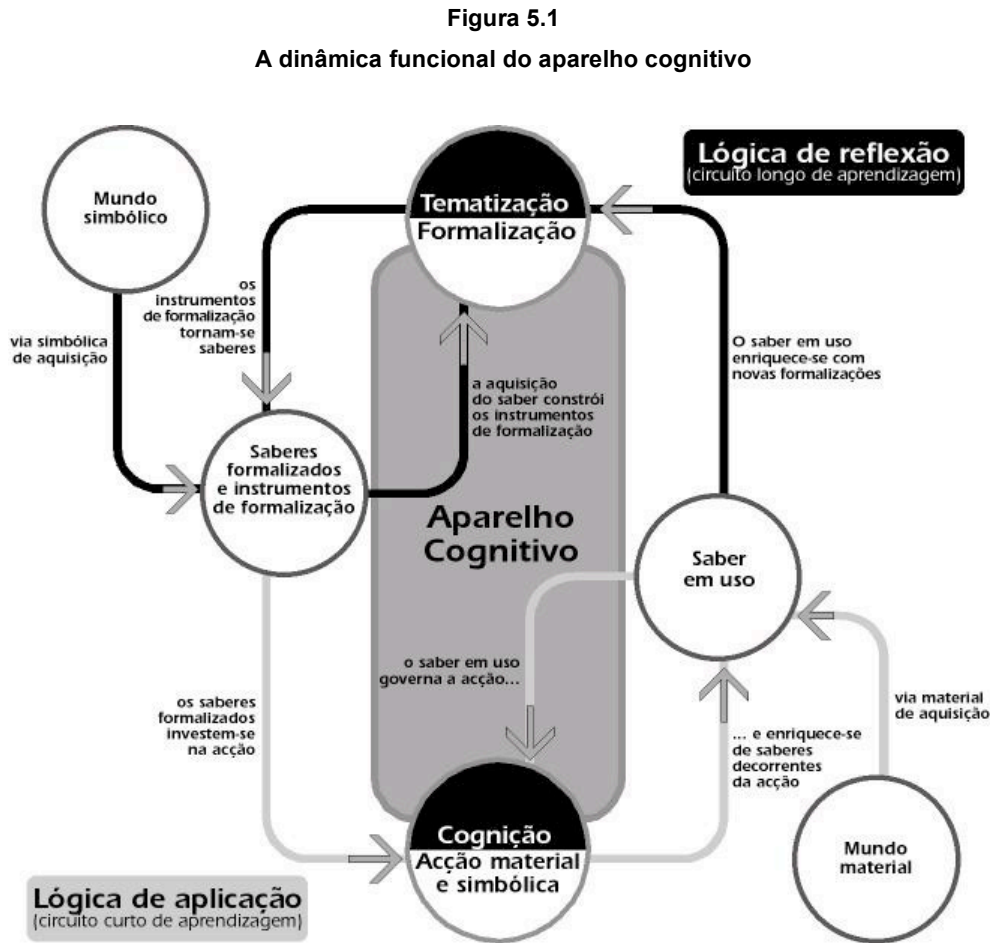 Figura 5.1
A dinâmica funcional do aparelho cognitivo
Lógica de reflexão
(circuito longo de aprendizagem)
Mundo
simbólico
Tematização
Formalização
os
instrumentos
de formalização
tornam-se
saberes
via simbólica
de aquisição
O saber em uso
enriquece-se com
novas formalizações
a aquisição
do saber constrói
os instrumentos
de formalização
Saberes
formalizados
e instrumentos
de formalização
Aparelho
Cognitivo
Saber
em uso
o saber em uso
governa a acção...
os saberes
formalizados
investem-se
na acção
... e enriquece-se
de saberes
decorrentes
da acção
via material
de aquisição
Cognição
Acção material
e simbólica
Mundo
material
Lógica de aplicação
(circuito curto de aprendizagem)